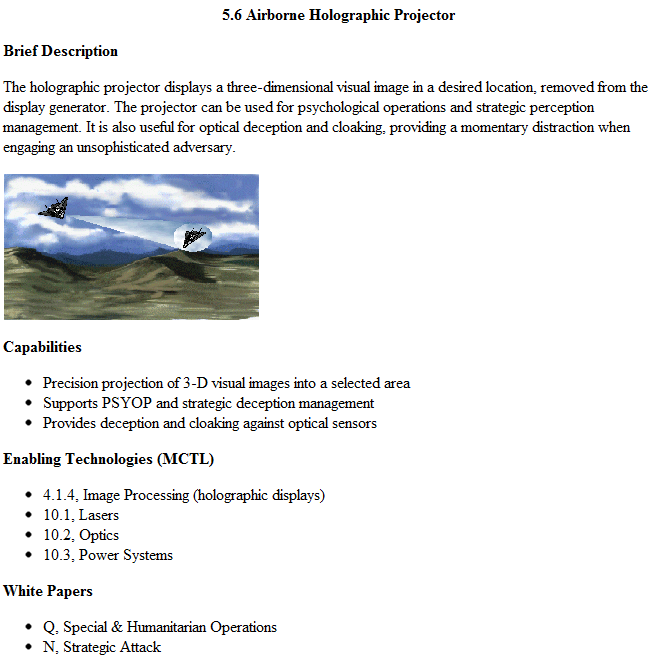 5.6 Airborne Holographic Projector
Brief Description
The holographic projector displays a three-dimensional visual image in a desired location, removed from the
display generator. The projector can be used for psychological operations and strategic perception
management. It is also useful for optical deception and cloaking, providing a momentary distraction when
engaging an unsophisticated adversary.
Capabilities
• Precision projection of 3-D visual images into a selected area
• Supports PSYOP and strategic deception management
• Provides deception and cloaking against optical sensors
Enabling Technologies (MCTL)
• 4.1.4, Image Processing (holographic displays)
• 10.1, Lasers
• 10.2, Optics
• 10.3, Power Systems
White Papers
• Q, Special & Humanitarian Operations
• N, Strategic Attack